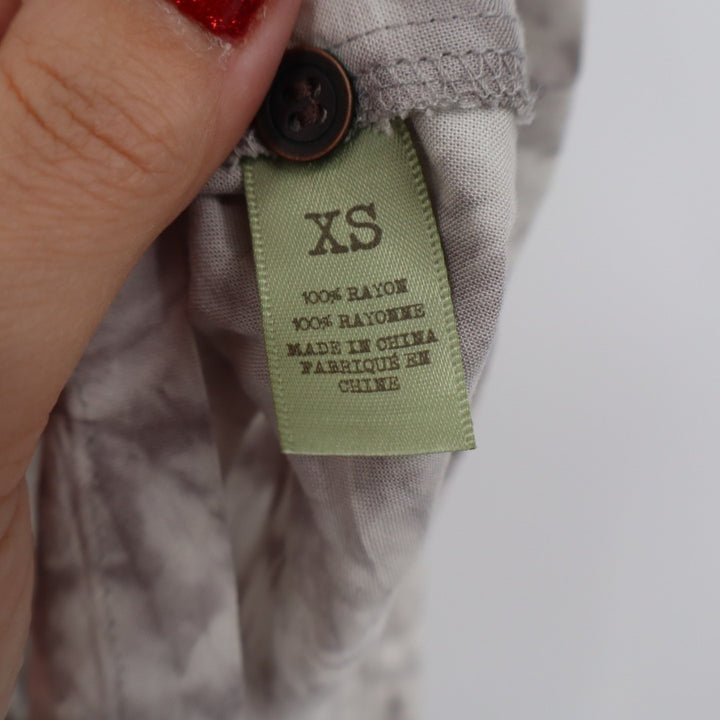 XS
100% RAYON
100% RAYONNE
MADE IN CHINA
FABRIQUÉ EN
CHINE